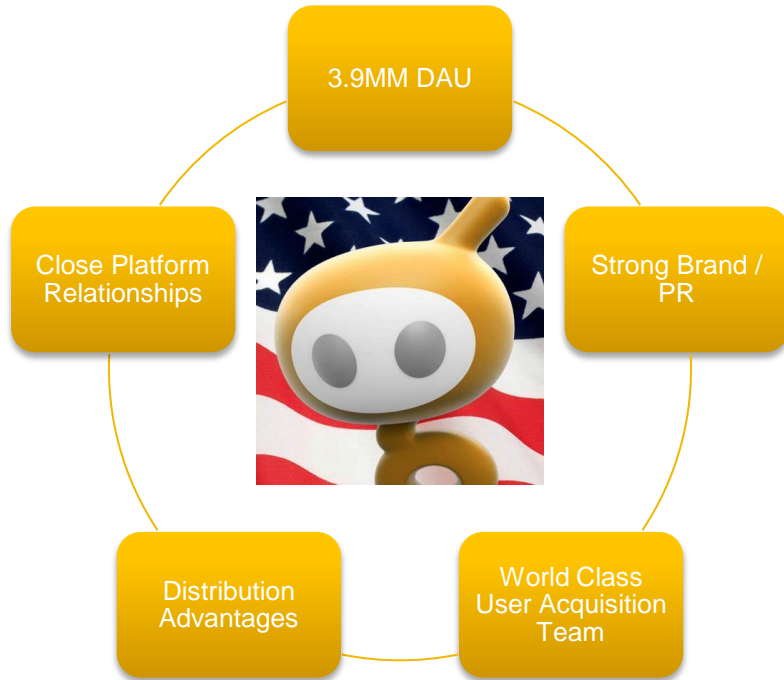 3.9MM DAU
Strong Brand /
PR
World Class
User Acquisition
Team
Distribution
Advantages
Close Platform
Relationships